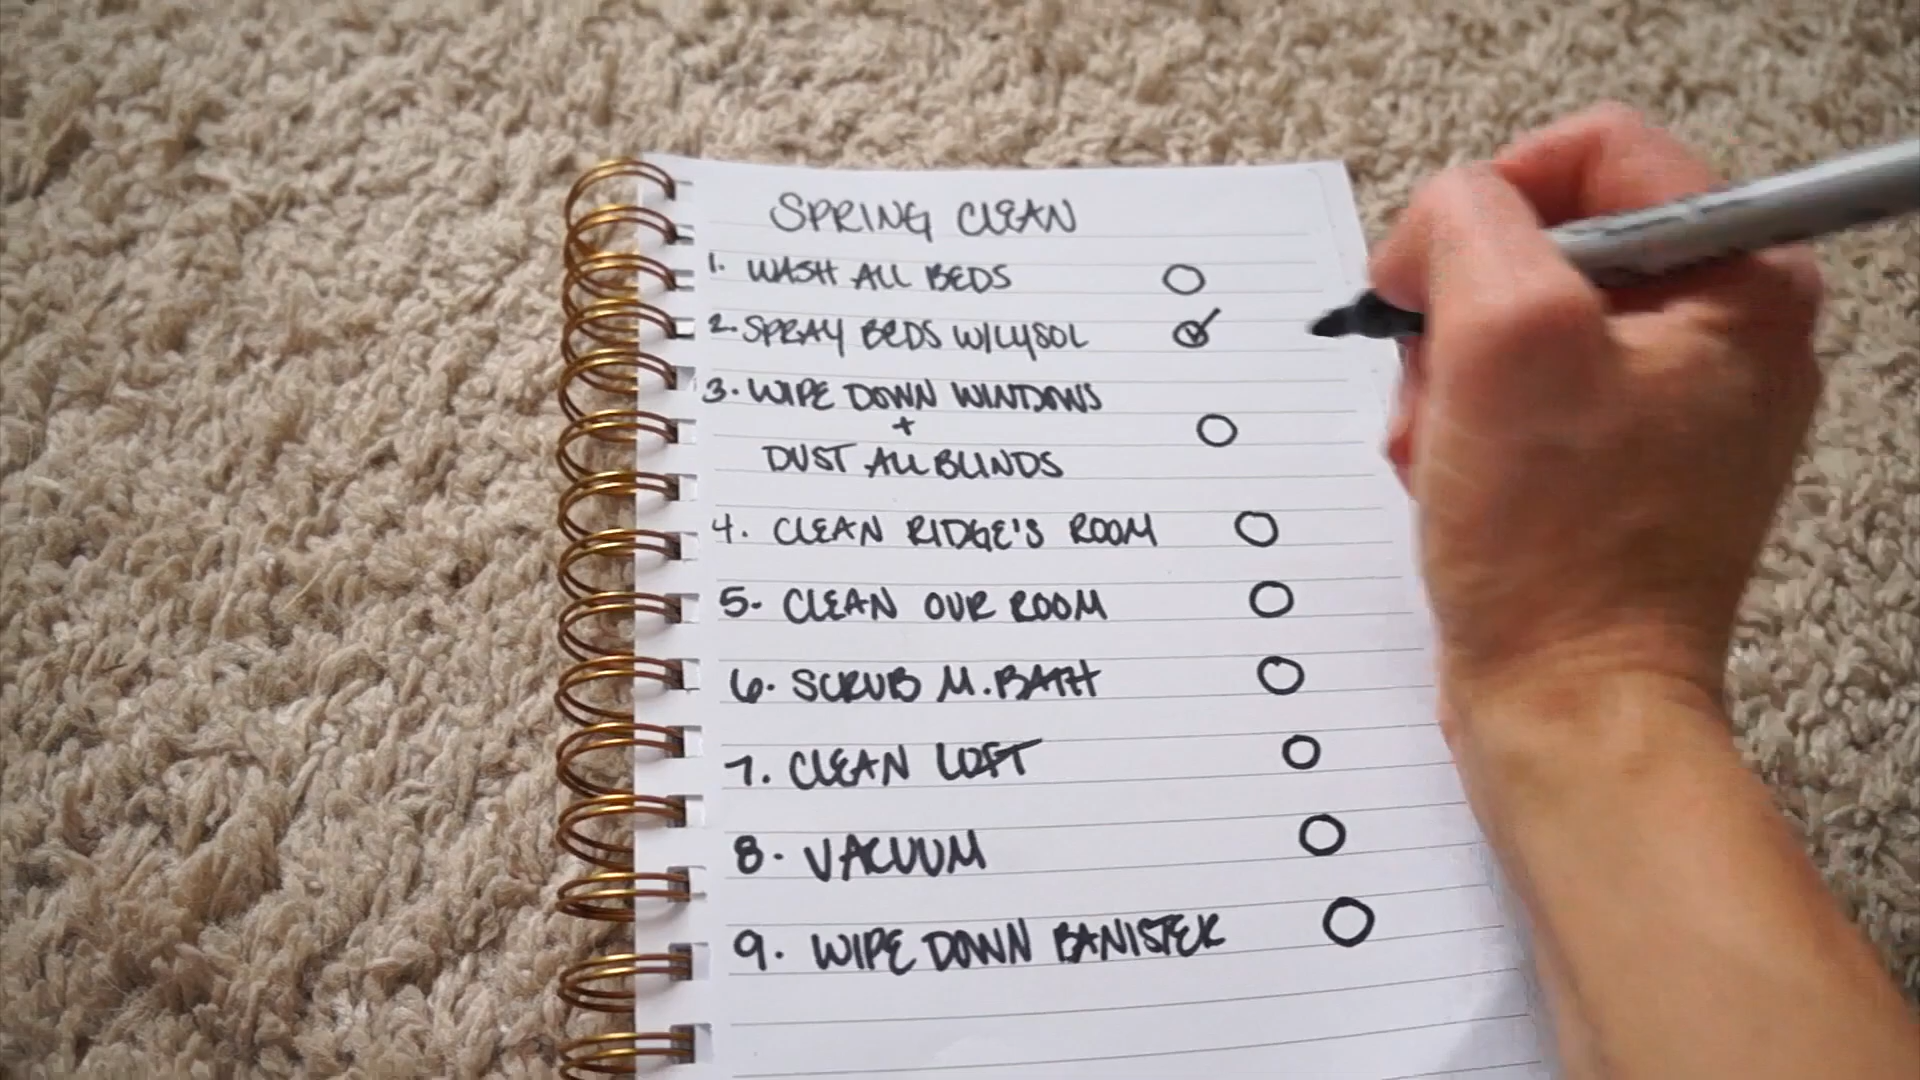 SPRING CLEAN
1. WASH ALL BEDS
2. SPRAY BEDS W/LYSOL
3. WIPE DOWN WINDOWS
+
DUST ALL BLINDS
4. CLEAN RIDGE'S ROOM
5. CLEAN OUR ROOM
6. SCRUB M. BATH
7. CLEAN LOFT
8. VACUUM
9. WIPE DOWN BANISTER